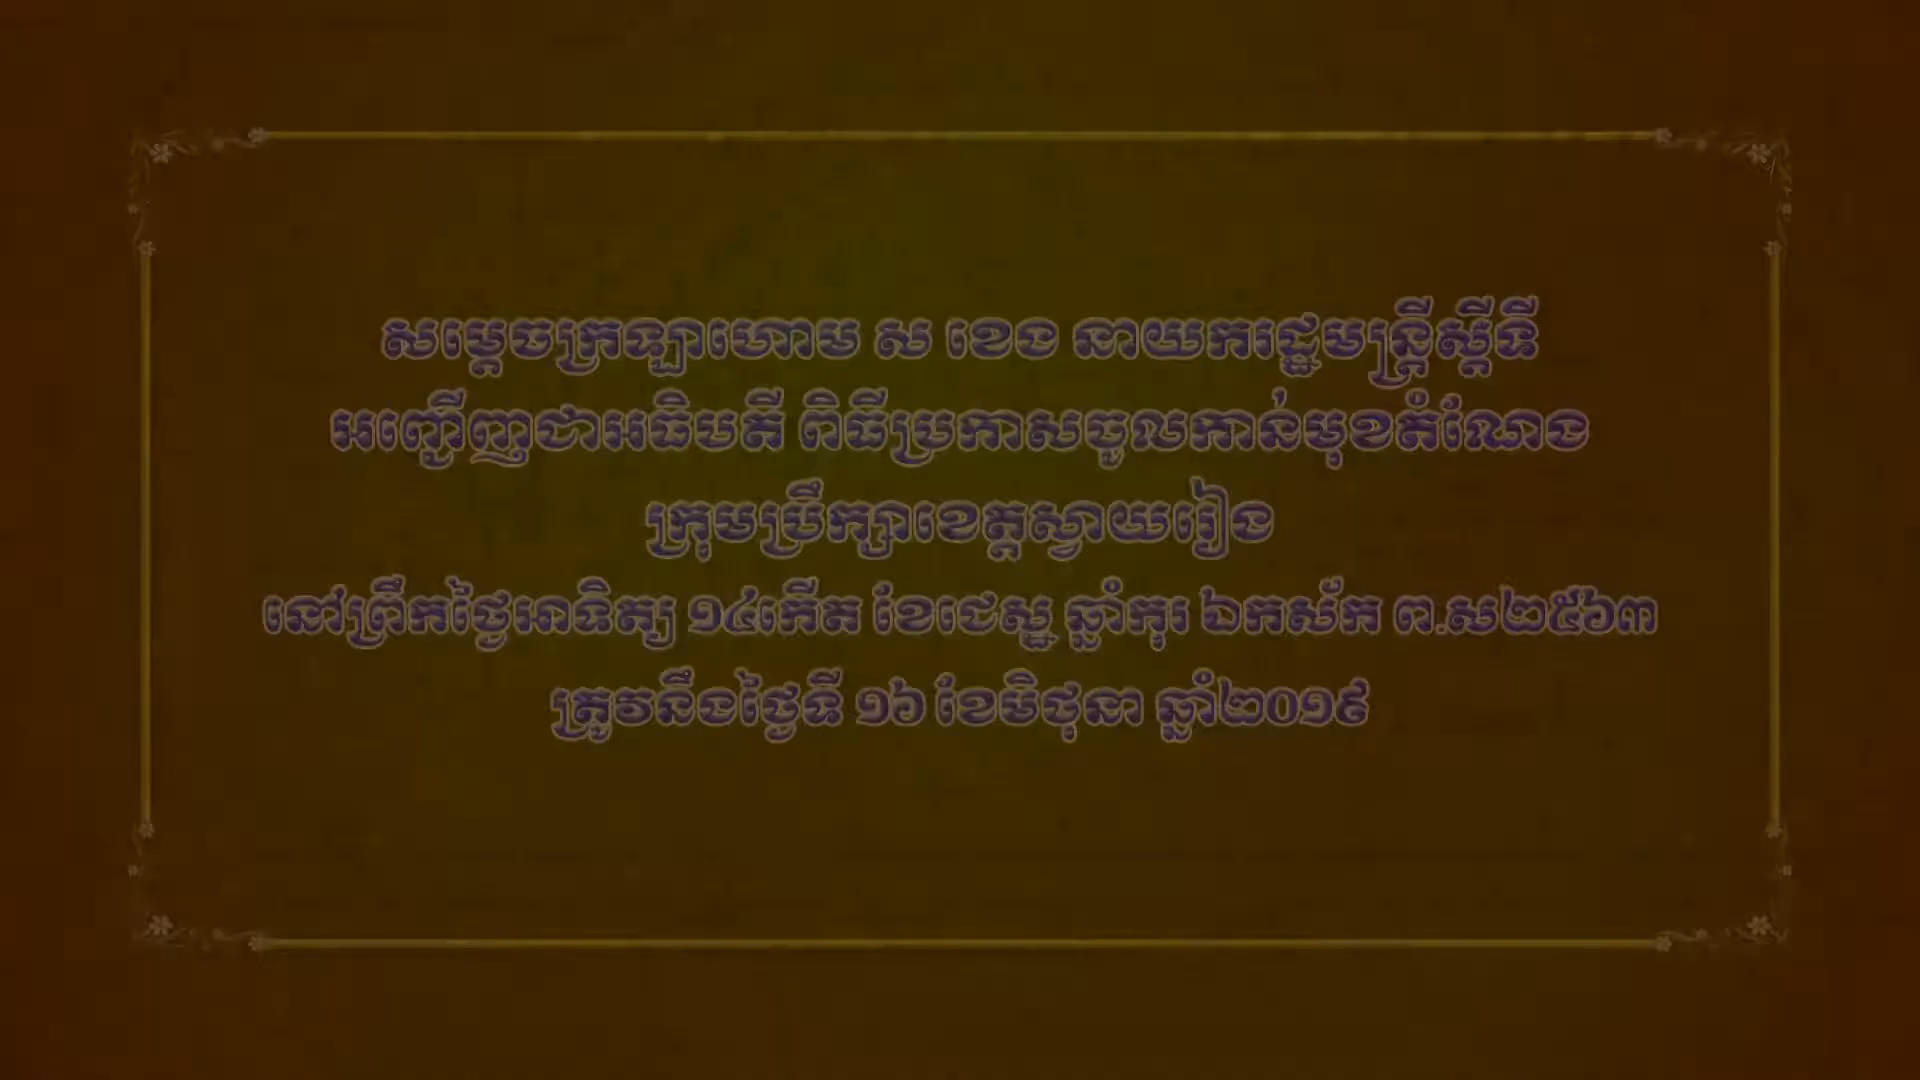 សម្ដេចក្រឡាហោម ស ខេង នាយករដ្ឋមន្ត្រីស្ដីទី
អញ្ជើញជាអធិបតី ពិធីប្រកាសចូលកាន់មុខតំណែង
ក្រុមប្រឹក្សាខេត្តស្វាយរៀង
នៅព្រឹកថ្ងៃអាទិត្យ ១៤កើត ខែជេស្ឋ ឆ្នាំកុរ ឯកស័ក ព.ស២៥៦៣
ត្រូវនឹងថ្ងៃទី ១៦ ខែមិថុនា ឆ្នាំ២០១៩